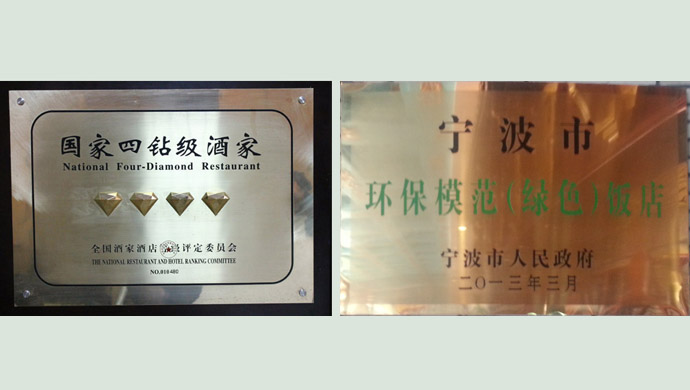 国家四钻级酒家
National Four-Diamond Restaurant
全国酒家酒店 级评定委员会
THE NATIONAL RESTAURANT AND HOTEL RANKING COMMITTEE
宁波市
环保模范(绿色)饭店
宁波市人民政府
二〇一三年三月